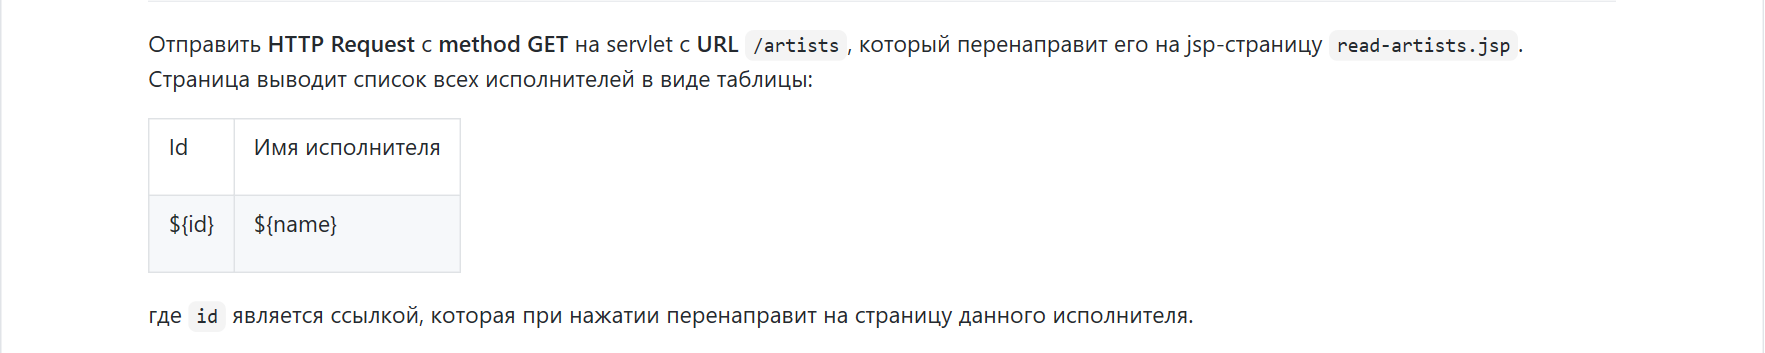 Отправить HTTP Request с method GET на servlet с URL /artists, который перенаправит его на jsp-страницу read-artists.jsp.
Страница выводит список всех исполнителей в виде таблицы:
Id Имя исполнителя
${id} ${name}
где id является ссылкой, которая при нажатии перенаправит на страницу данного исполнителя.